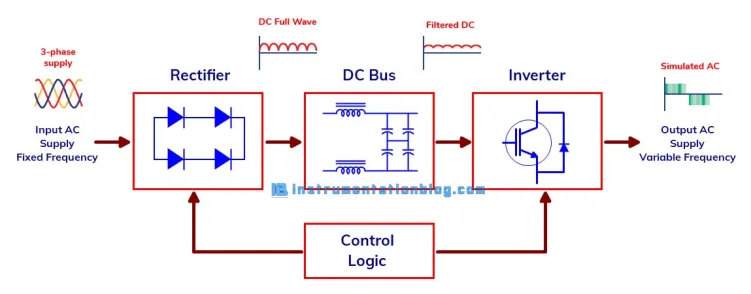 DC Full Wave
Filtered DC
3-phase
supply
Simulated AC
Rectifier
DC Bus
Inverter
Input AC
Supply
Fixed Frequency
Output AC
Supply
Variable Frequency
instrumentationblog.com
Control
Logic